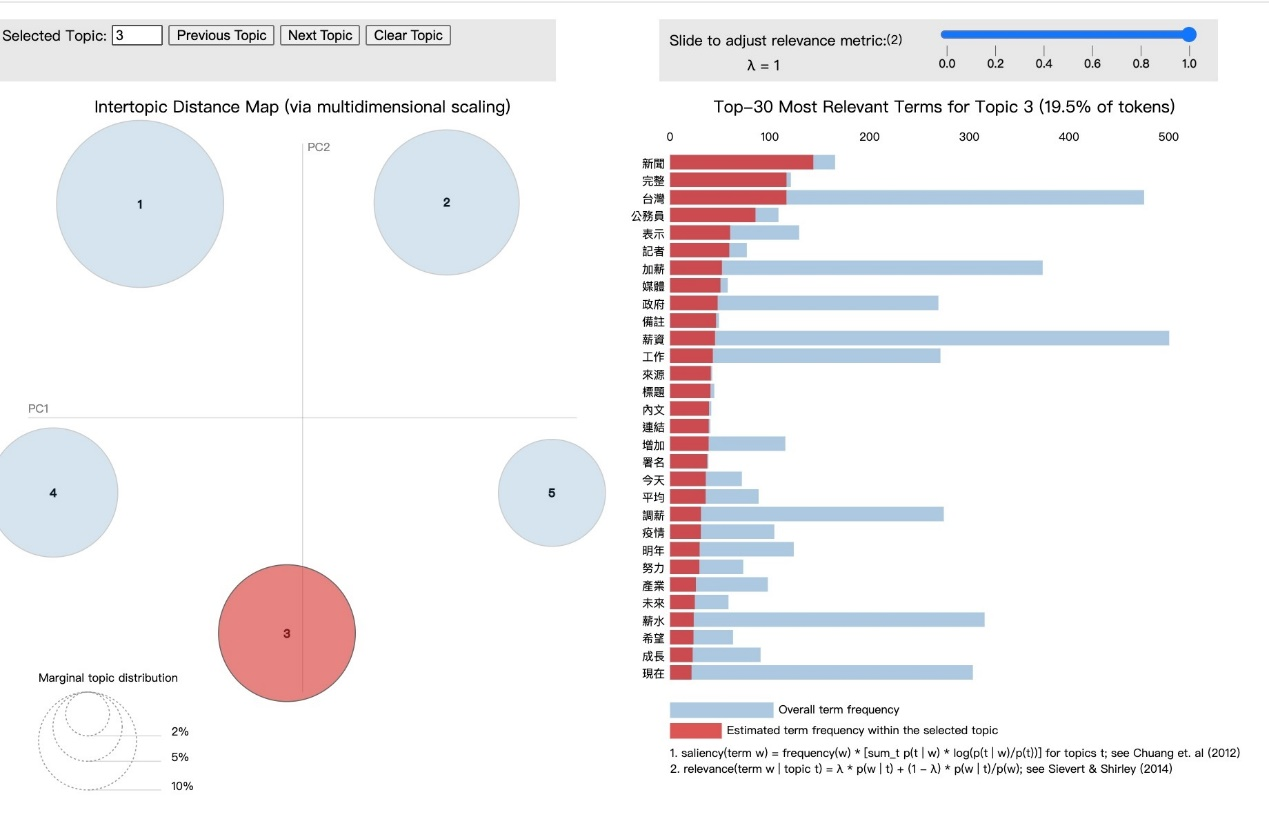 Selected Topic: 3 Previous Topic Next Topic Clear Topic
Slide to adjust relevance metric:(2)
λ = 1
0.0 0.2 0.4 0.6 0.8 1.0
Intertopic Distance Map (via multidimensional scaling)
PC2
PC1
1
2
4
5
3
Marginal topic distribution
2%
5%
10%
Top-30 Most Relevant Terms for Topic 3 (19.5% of tokens)
0 100 200 300 400 500
新聞
完整
台灣
公務員
表示
記者
加薪
媒體
政府
備註
薪資
工作
來源
標題
內文
連結
增加
署名
今天
平均
調薪
疫情
明年
努力
產業
未來
薪水
希望
成長
現在
Overall term frequency
Estimated term frequency within the selected topic
1. saliency(term w) = frequency(w) * [sum_t p(t | w) * log(p(t | w)/p(t))] for topics t; see Chuang et. al (2012)
2. relevance(term w | topic t) = λ * p(w | t) + (1 - λ) * p(w | t)/p(w); see Sievert & Shirley (2014)